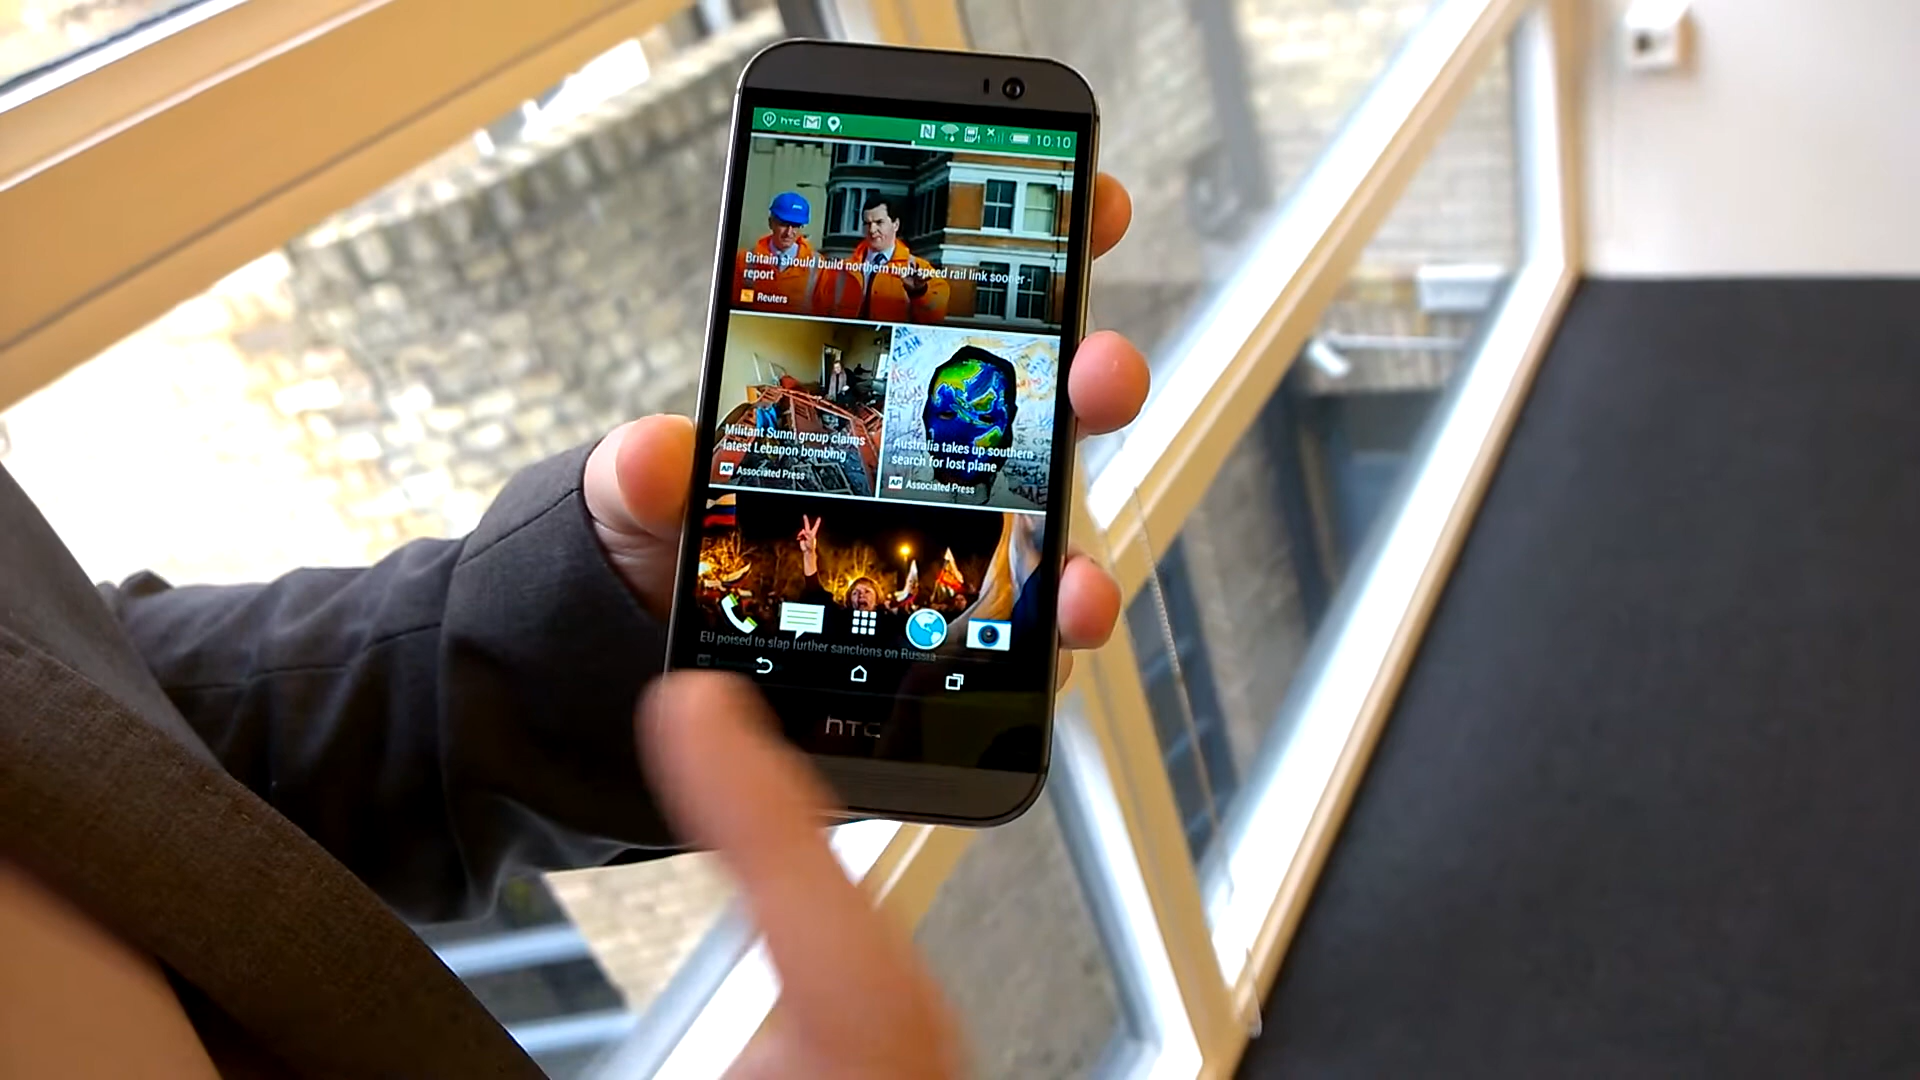 htc
10:10
Britain should build northern high-speed rail link sooner -
report
Reuters
Militant Sunni group claims
latest Lebanon bombing
AP Associated Press
Australia takes up southern
search for lost plane
AP Associated Press
EU poised to slap further sanctions on Russia
htc